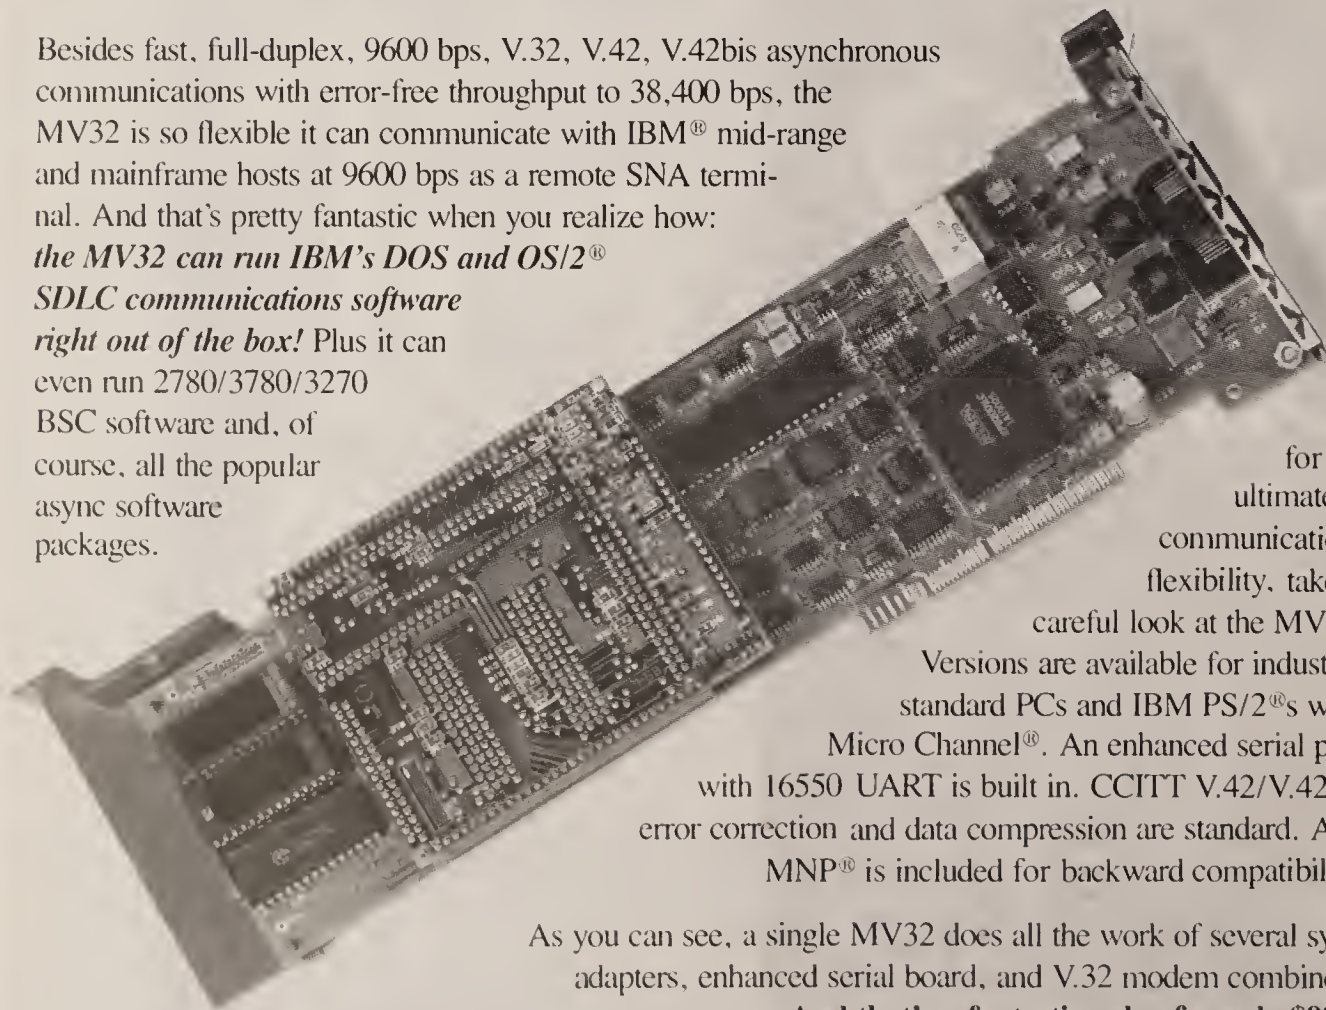 Besides fast, full-duplex, 9600 bps, V.32, V.42, V.42bis asynchronous
communications with error-free throughput to 38,400 bps, the
MV32 is so flexible it can communicate with IBM® mid-range
and mainframe hosts at 9600 bps as a remote SNA termi-
nal. And that's pretty fantastic when you realize how:
the MV32 can run IBM's DOS and OS/2®
SDLC communications software
right out of the box! Plus it can
even run 2780/3780/3270
BSC software and, of
course, all the popular
async software
packages.
for
ultimate
communicati
flexibility, take
careful look at the MV
Versions are available for indust
standard PCs and IBM PS/2®s w
Micro Channel®. An enhanced serial p
with 16550 UART is built in. CCITT V.42/V.42
error correction and data compression are standard. A
MNP® is included for backward compatibil
As you can see, a single MV32 does all the work of several sy
adapters, enhanced serial board, and V.32 modem combin